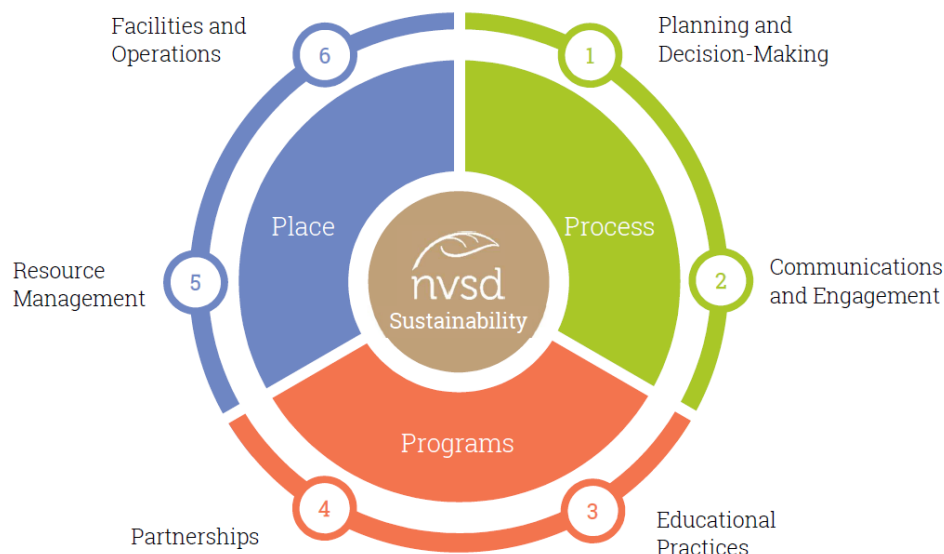 Facilities and
Operations
6
1
Planning and
Decision-Making
Place
Process
nvsd
Sustainability
Resource
Management
5
2
Communications
and Engagement
Programs
4
3
Partnerships
Educational
Practices